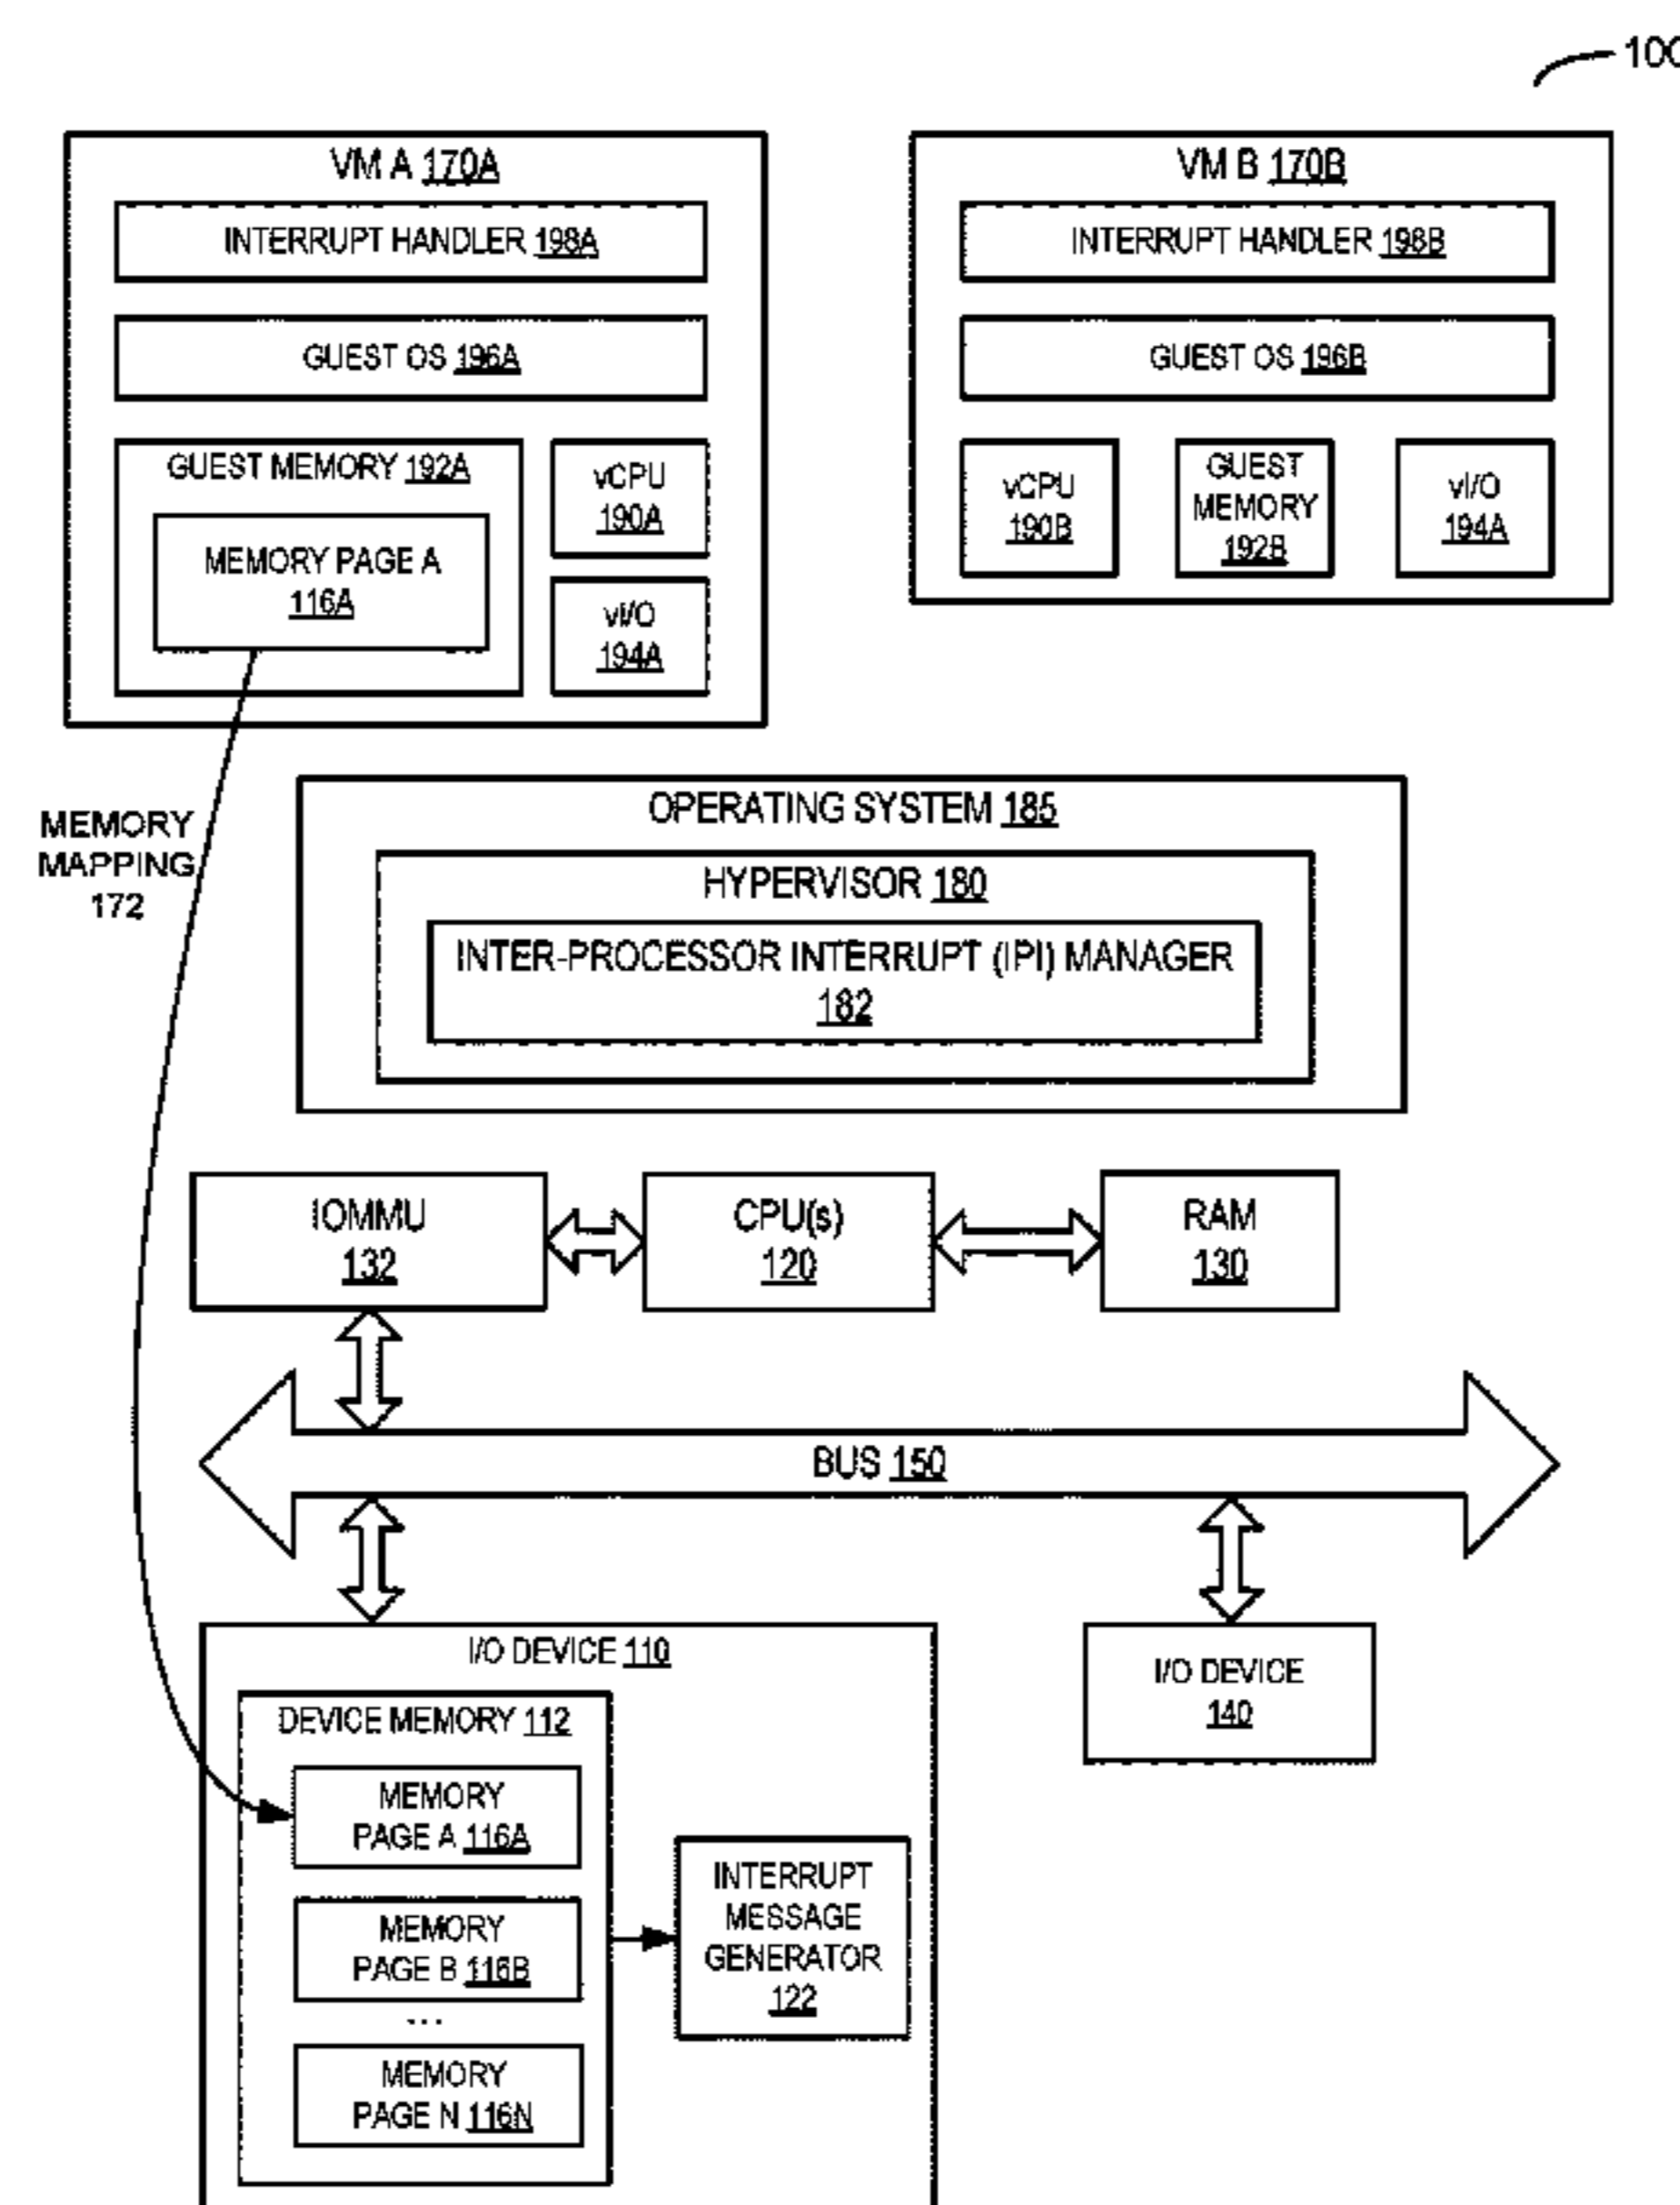 100
VM A 170A
INTERRUPT HANDLER 198A
GUEST OS 196A
GUEST MEMORY 192A
MEMORY PAGE A
116A
vCPU
190A
vI/O
194A
VM B 170B
INTERRUPT HANDLER 198B
GUEST OS 196B
vCPU
190B
GUEST
MEMORY
192B
vI/O
194A
MEMORY
MAPPING
172
OPERATING SYSTEM 185
HYPERVISOR 180
INTER-PROCESSOR INTERRUPT (IPI) MANAGER
182
IOMMU
132
CPU(s)
120
RAM
130
BUS 150
I/O DEVICE 110
DEVICE MEMORY 112
MEMORY
PAGE A 116A
MEMORY
PAGE B 116B
...
MEMORY
PAGE N 116N
INTERRUPT
MESSAGE
GENERATOR
122
I/O DEVICE
140